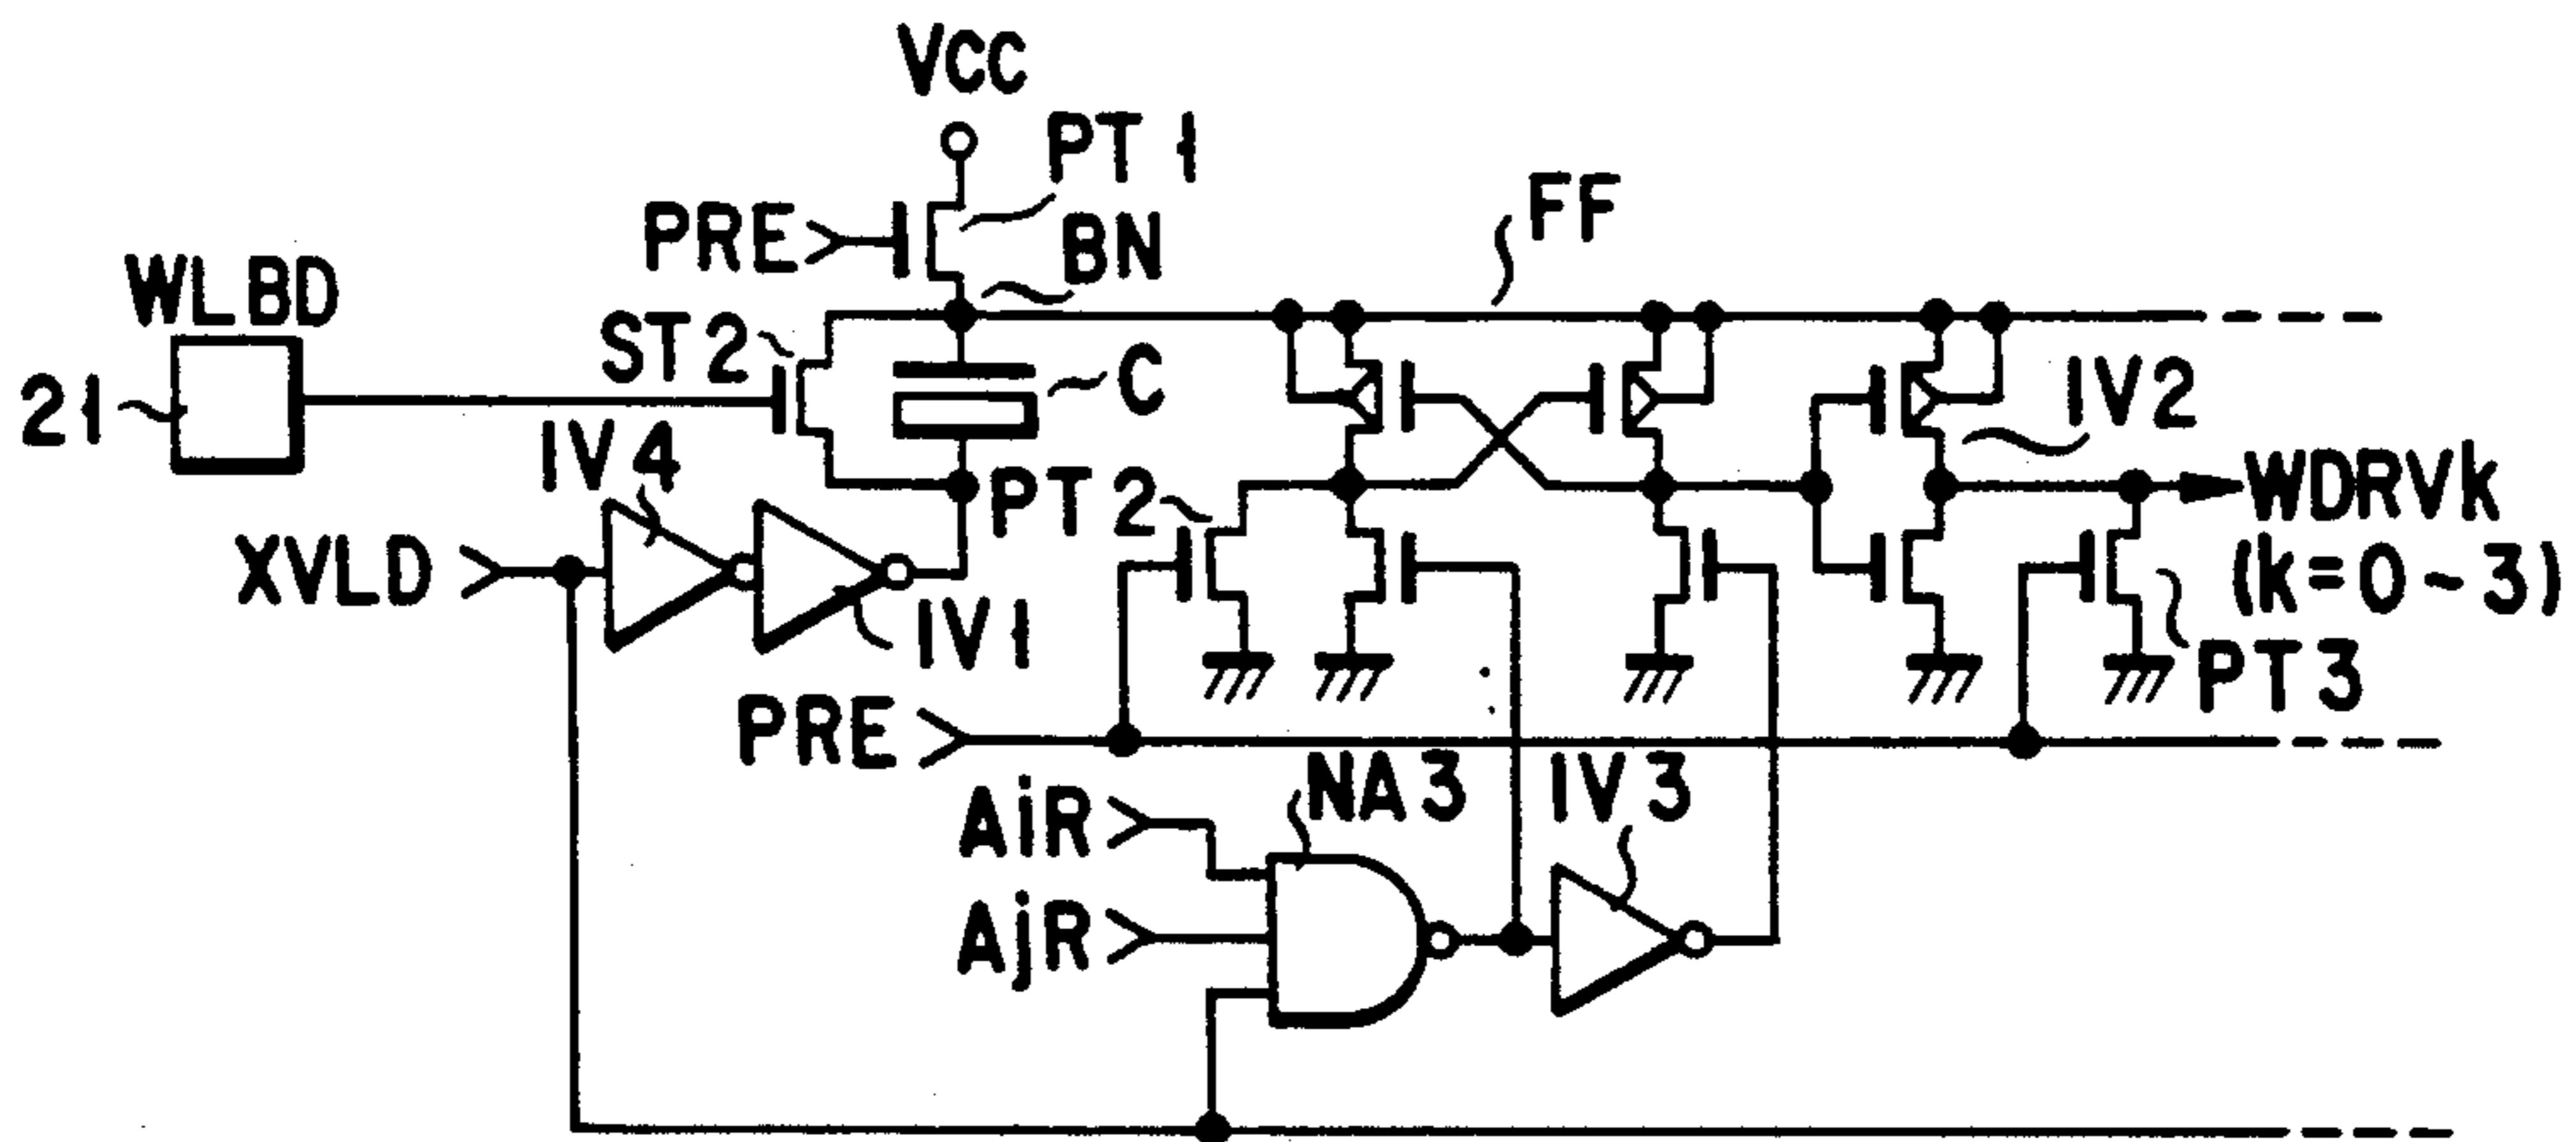 VCC
PT1
PRE
BN
FF
WLBD
ST2
C
21
IV4
PT2
IV2
WDRVk
(k=0~3)
XVLD
IV1
PT3
PRE
NA3
IV3
AiR
AjR